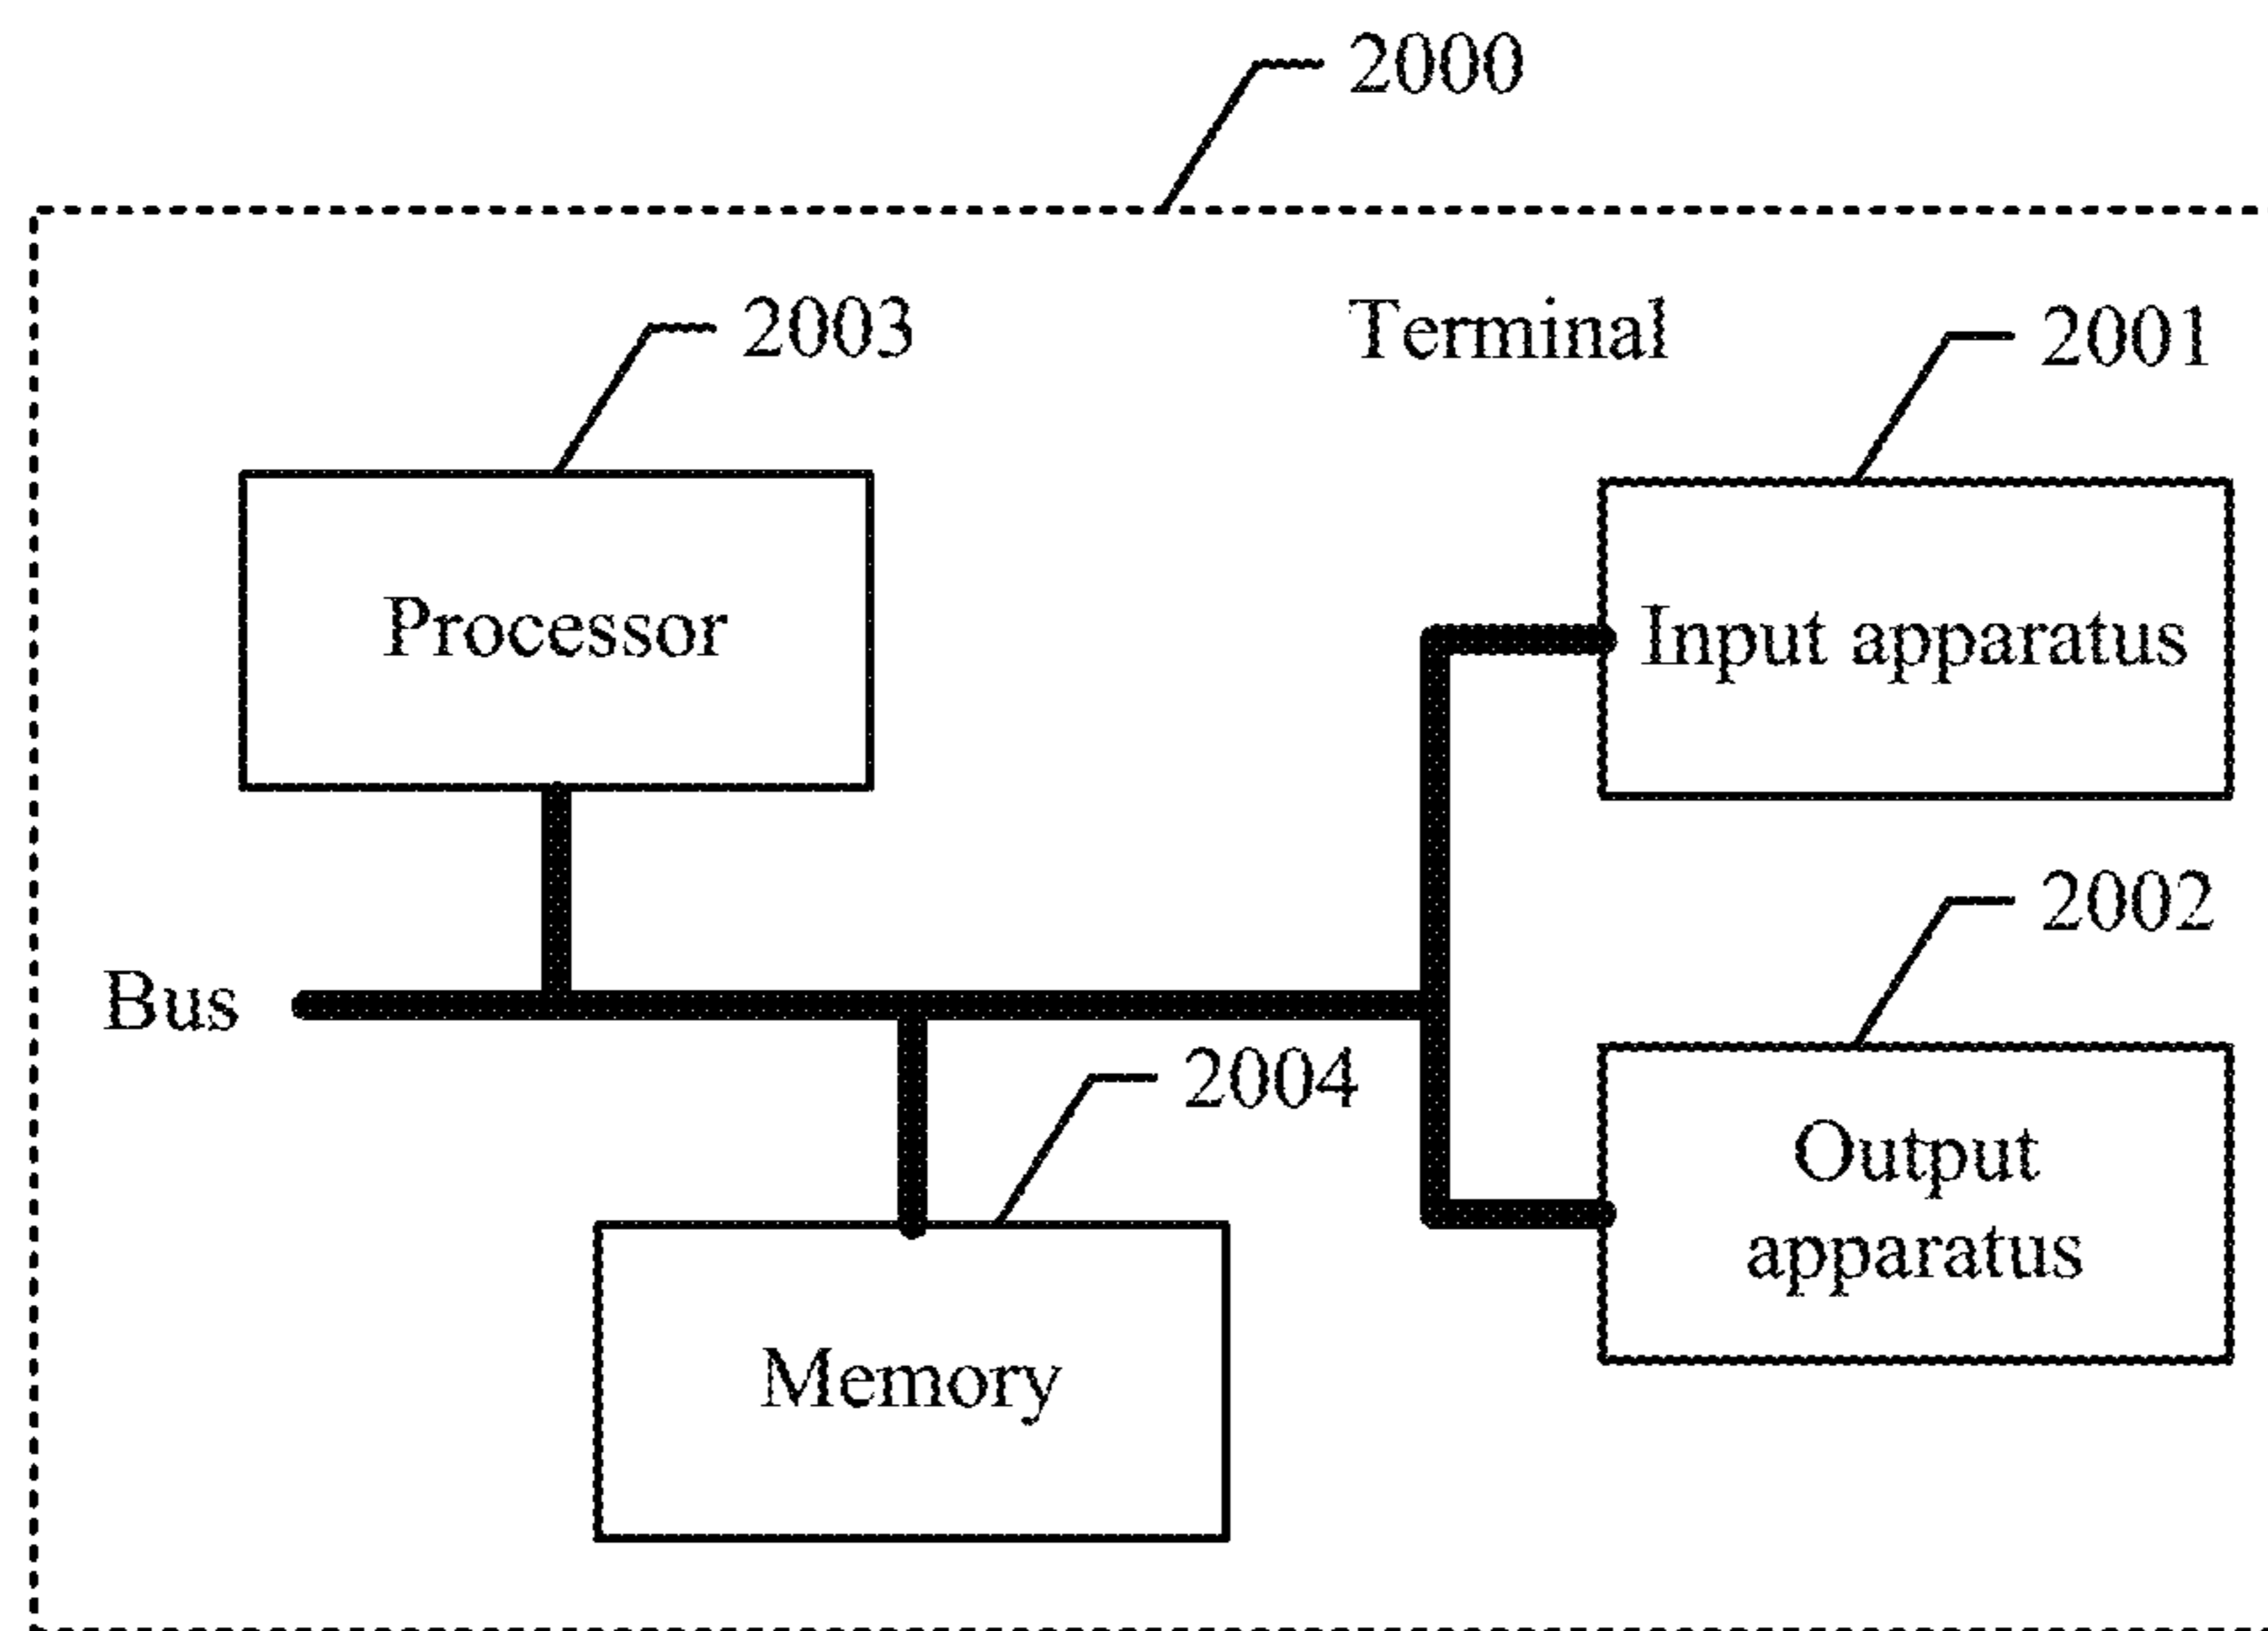 2000
2003
Terminal
2001
Processor
Input apparatus
2002
Bus
2004
Output
apparatus
Memory